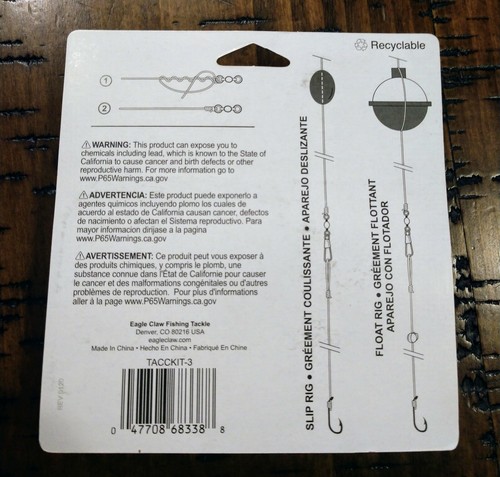 Recyclable
1
2
WARNING: This product can expose you to
chemicals including lead, which is known to the State of
California to cause cancer and birth defects or other
reproductive harm. For more information go to
www.P65Warnings.ca.gov
ADVERTENCIA: Este product puede exponerlo a
agentes quimicos incluyendo plomo los cuales de
acuardo al estado de California causan cancer, defectos
de nacimiento o afectan el Sistema reproductivo. Para
mayor informacion dirijase a la pagina
www.P65Warnings.ca.gov
AVERTISSEMENT: Ce produit peut vous exposer à
des produits chimiques, y compris le plomb, une
substance connue dans l'État de Californie pour causer
le cancer et des malformations congénitales ou d'autres
problèmes de reproduction. Pour plus d'informations
aller à la page www.P65Warnings.ca.gov
Eagle Claw Fishing Tackle
Denver, CO 80216 USA
eagleclaw.com
Made In China • Hecho En China • Fabriqué En Chine
TACCKIT-3
0 47708 68338 8
SLIP RIG • GRÉEMENT COULISSANTE • APAREJO DESLIZANTE
FLOAT RIG • GRÉEMENT FLOTTANT
APAREJO CON FLOTADOR